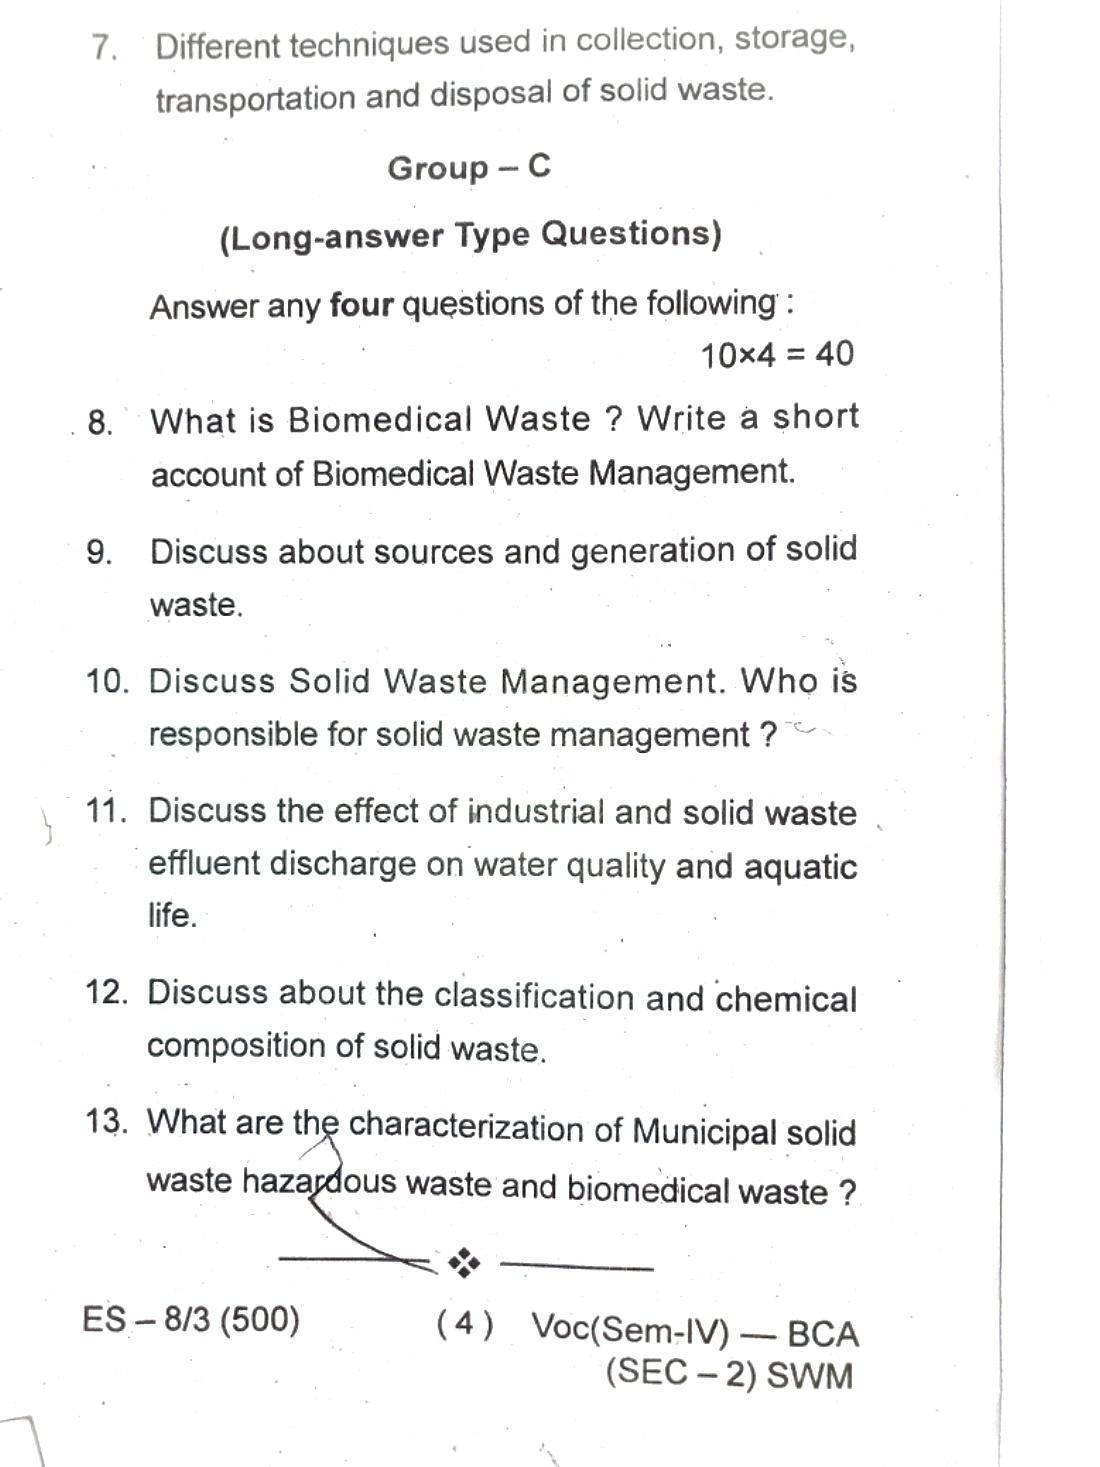 7. Different techniques used in collection, storage,
transportation and disposal of solid waste.
Group – C
(Long-answer Type Questions)
Answer any four questions of the following :
10×4 = 40
8. What is Biomedical Waste ? Write a short
account of Biomedical Waste Management.
9. Discuss about sources and generation of solid
waste.
10. Discuss Solid Waste Management. Who is
responsible for solid waste management ?
11. Discuss the effect of industrial and solid waste
effluent discharge on water quality and aquatic
life.
12. Discuss about the classification and chemical
composition of solid waste.
13. What are the characterization of Municipal solid
waste hazardous waste and biomedical waste ?
ES – 8/3 (500) ( 4 ) Voc(Sem-IV) — BCA
(SEC – 2) SWM